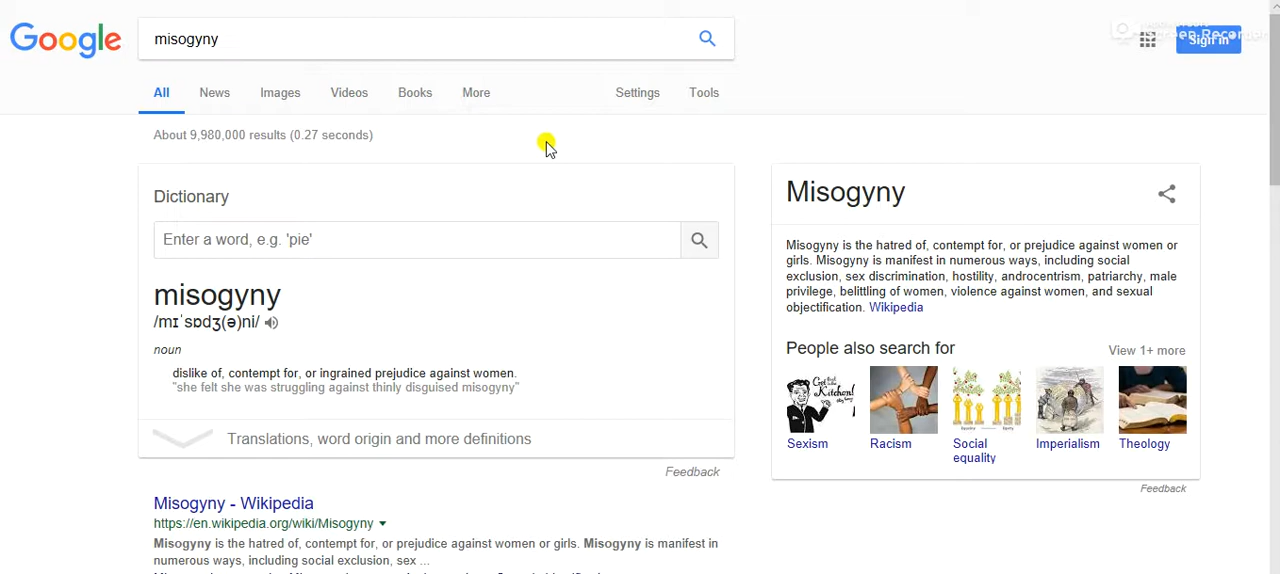 Google
misogyny
Screen Recorder
Sign in
All News Images Videos Books More Settings Tools
About 9,980,000 results (0.27 seconds)
Dictionary
Enter a word, e.g. 'pie'
misogyny
/mɪˈsɒdʒ(ə)ni/
noun
dislike of, contempt for, or ingrained prejudice against women.
"she felt she was struggling against thinly disguised misogyny"
Translations, word origin and more definitions
Feedback
Misogyny - Wikipedia
https://en.wikipedia.org/wiki/Misogyny
Misogyny is the hatred of, contempt for, or prejudice against women or girls. Misogyny is manifest in
numerous ways, including social exclusion, sex ...
Misogyny
Misogyny is the hatred of, contempt for, or prejudice against women or
girls. Misogyny is manifest in numerous ways, including social
exclusion, sex discrimination, hostility, androcentrism, patriarchy, male
privilege, belittling of women, violence against women, and sexual
objectification. Wikipedia
People also search for View 1+ more
Get
the
Kitchen!
Sexism
Racism
Social
equality
Imperialism
Theology
Feedback